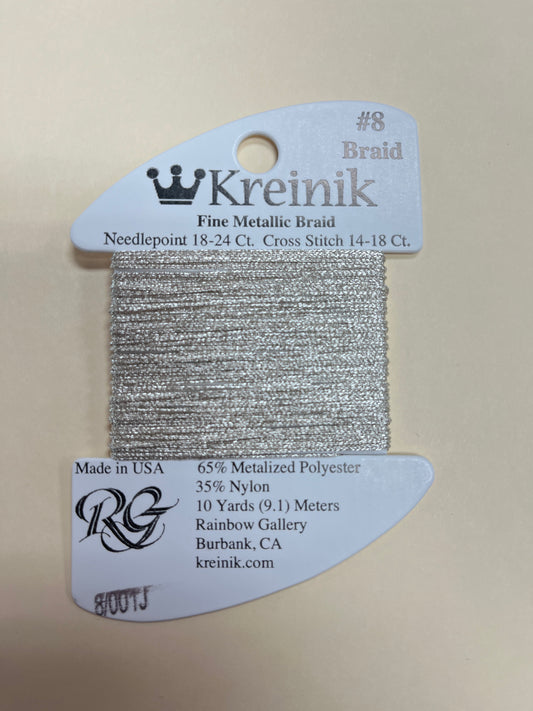 #8
Braid
Kreinik
Fine Metallic Braid
Needlepoint 18-24 Ct. Cross Stitch 14-18 Ct.
Made in USA
65% Metalized Polyester
35% Nylon
10 Yards (9.1) Meters
RG
Rainbow Gallery
Burbank, CA
kreinik.com
8/001J